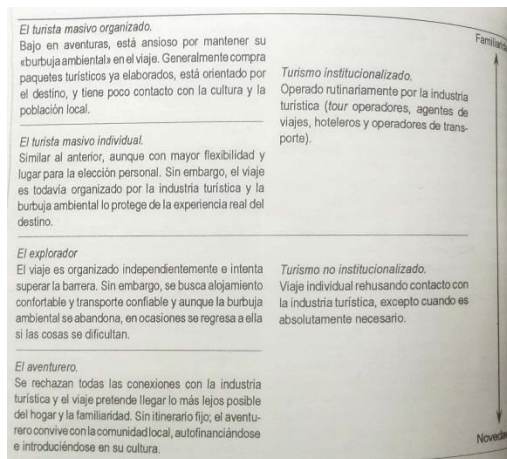 El turista masivo organizado.
Bajo en aventuras, está ansioso por mantener su
«burbuja ambiental» en el viaje. Generalmente compra
paquetes turísticos ya elaborados, está orientado por
el destino, y tiene poco contacto con la cultura y la
población local.
El turista masivo individual.
Similar al anterior, aunque con mayor flexibilidad y
lugar para la elección personal. Sin embargo, el viaje
es todavía organizado por la industria turística y la
burbuja ambiental lo protege de la experiencia real del
destino.
Turismo institucionalizado.
Operado rutinariamente por la industria
turística (tour operadores, agentes de
viajes, hoteleros y operadores de trans-
porte).
El explorador
El viaje es organizado independientemente e intenta
superar la barrera. Sin embargo, se busca alojamiento
confortable y transporte confiable y aunque la burbuja
ambiental se abandona, en ocasiones se regresa a ella
si las cosas se dificultan.
El aventurero.
Se rechazan todas las conexiones con la industria
turística y el viaje pretende llegar lo más lejos posible
del hogar y la familiaridad. Sin itinerario fijo; el aventu-
rero convive con la comunidad local, autofinanciándose
e introduciéndose en su cultura.
Turismo no institucionalizado.
Viaje individual rehusando contacto con
la industria turística, excepto cuando es
absolutamente necesario.